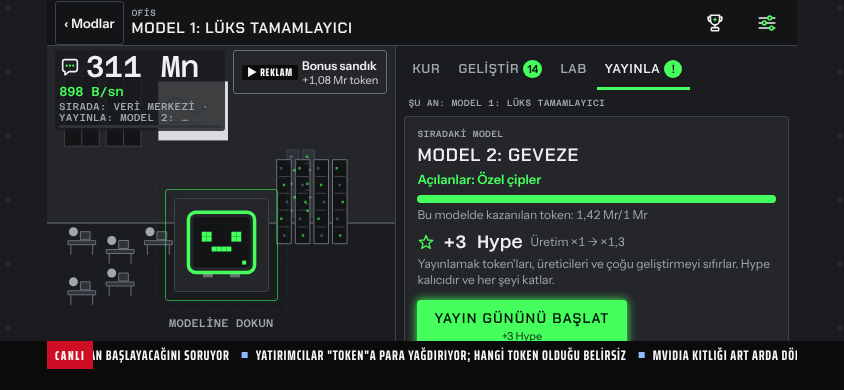 ‹ Modlar
OFİS
MODEL 1: LÜKS TAMAMLAYICI
311 Mn
898 B/sn
SIRADA: VERİ MERKEZİ ·
YAYINLA: MODEL 2: …
REKLAM
Bonus sandık
+1,08 Mr token
MODELİNE DOKUN
KUR
GELİŞTİR 14
LAB
YAYINLA !
ŞU AN: MODEL 1: LÜKS TAMAMLAYICI
SIRADAKİ MODEL
MODEL 2: GEVEZE
Açılanlar: Özel çipler
Bu modelde kazanılan token: 1,42 Mr/1 Mr
+3 Hype Üretim ×1 → ×1,3
Yayınlamak token'ları, üreticileri ve çoğu geliştirmeyi sıfırlar. Hype
kalıcıdır ve her şeyi katlar.
YAYIN GÜNÜNÜ BAŞLAT
+3 Hype
CANLI
N BAŞLAYACAĞINI SORUYOR ■ YATIRIMCILAR "TOKEN"A PARA YAĞDIRIYOR; HANGİ TOKEN OLDUĞU BELİRSİZ ■ MVIDIA KITLIĞI ART ARDA